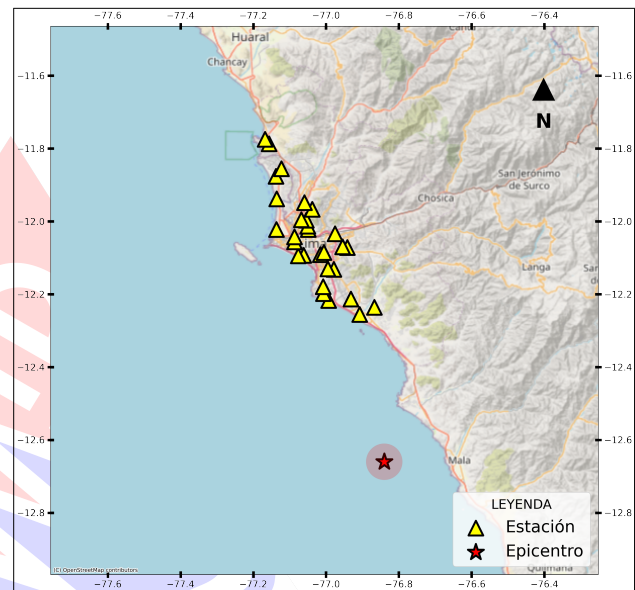 −77.6 −77.4 −77.2 −77.0 −76.8 −76.6 −76.4
Huaral
Chancay
−11.6 −11.6
N
−11.8 −11.8
San Jerónimo
de Surco
Chosica
−12.0 −12.0
Langa
−12.2 −12.2
−12.4 −12.4
−12.6 −12.6
Mala
LEYENDA
−12.8 −12.8
Estación
Epicentro
(C) OpenStreetMap contributors
Quilmaná
−77.6 −77.4 −77.2 −77.0 −76.8 −76.6 −76.4